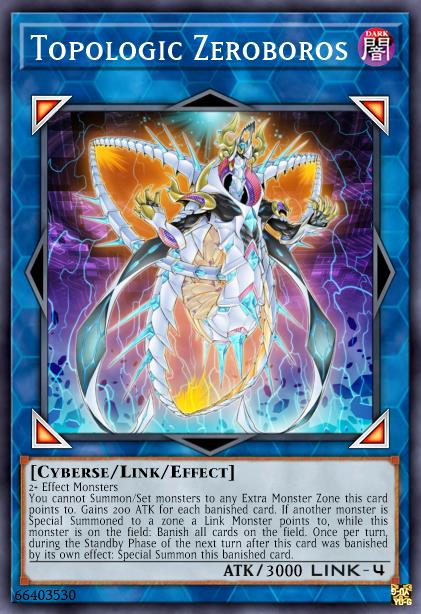 Topologic Zeroboros
DARK
闇
[Cyberse/Link/Effect]
2+ Effect Monsters
You cannot Summon/Set monsters to any Extra Monster Zone this card
points to. Gains 200 ATK for each banished card. If another monster is
Special Summoned to a zone a Link Monster points to, while this
monster is on the field: Banish all cards on the field. Once per turn,
during the Standby Phase of the next turn after this card was banished
by its own effect: Special Summon this banished card.
ATK/3000 LINK-4
66403530